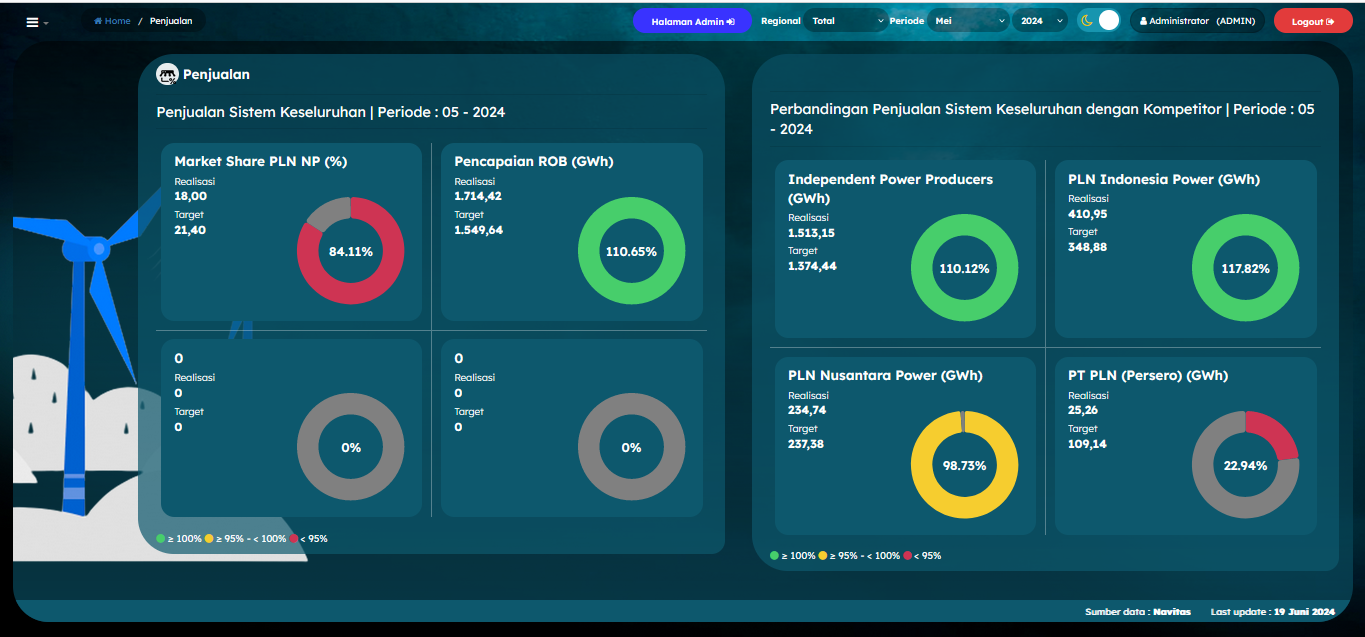 Home / Penjualan
Halaman Admin
Regional Total Periode Mei 2024
Administrator (ADMIN)
Logout
Penjualan
Penjualan Sistem Keseluruhan | Periode : 05 - 2024
Market Share PLN NP (%)
Realisasi
18,00
Target
21,40
84.11%
Pencapaian ROB (GWh)
Realisasi
1.714,42
Target
1.549,64
110.65%
0
Realisasi
0
Target
0
0%
0
Realisasi
0
Target
0
0%
≥ 100% ≥ 95% - < 100% < 95%
Perbandingan Penjualan Sistem Keseluruhan dengan Kompetitor | Periode : 05
- 2024
Independent Power Producers
(GWh)
Realisasi
1.513,15
Target
1.374,44
110.12%
PLN Indonesia Power (GWh)
Realisasi
410,95
Target
348,88
117.82%
PLN Nusantara Power (GWh)
Realisasi
234,74
Target
237,38
98.73%
PT PLN (Persero) (GWh)
Realisasi
25,26
Target
109,14
22.94%
≥ 100% ≥ 95% - < 100% < 95%
Sumber data : Navitas Last update : 19 Juni 2024